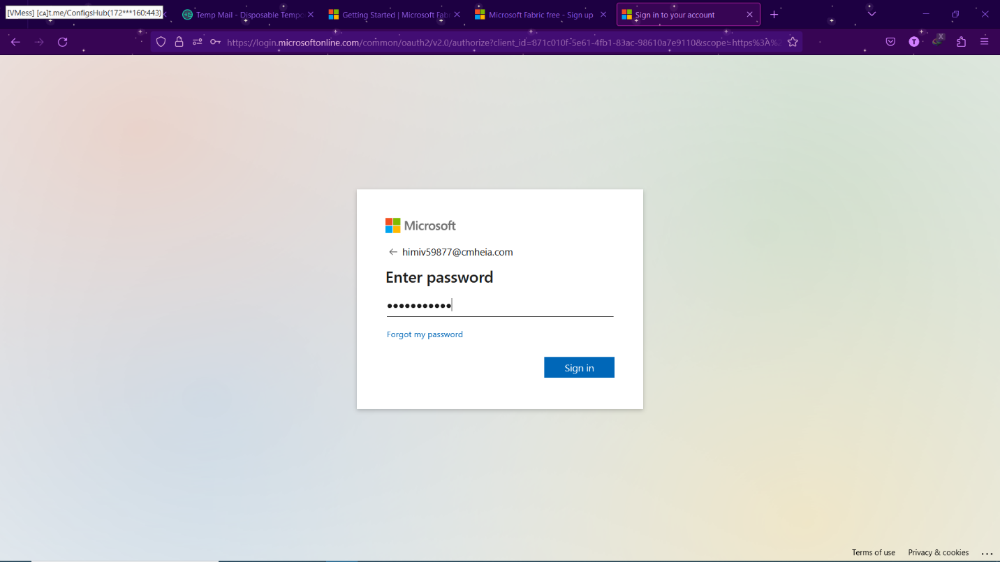 [VMess] [ᴄᴀ]t.me/ConfigsHub(172***160:443)
Temp Mail - Disposable Tempo
Getting Started | Microsoft Fab
Microsoft Fabric free - Sign up
Sign in to your account
https://login.microsoftonline.com/common/oauth2/v2.0/authorize?client_id=871c010f-5e61-4fb1-83ac-98610a7e9110&scope=https%3A%2
T
X
Microsoft
himiv59877@cmheia.com
Enter password
Forgot my password
Sign in
Terms of use
Privacy & cookies